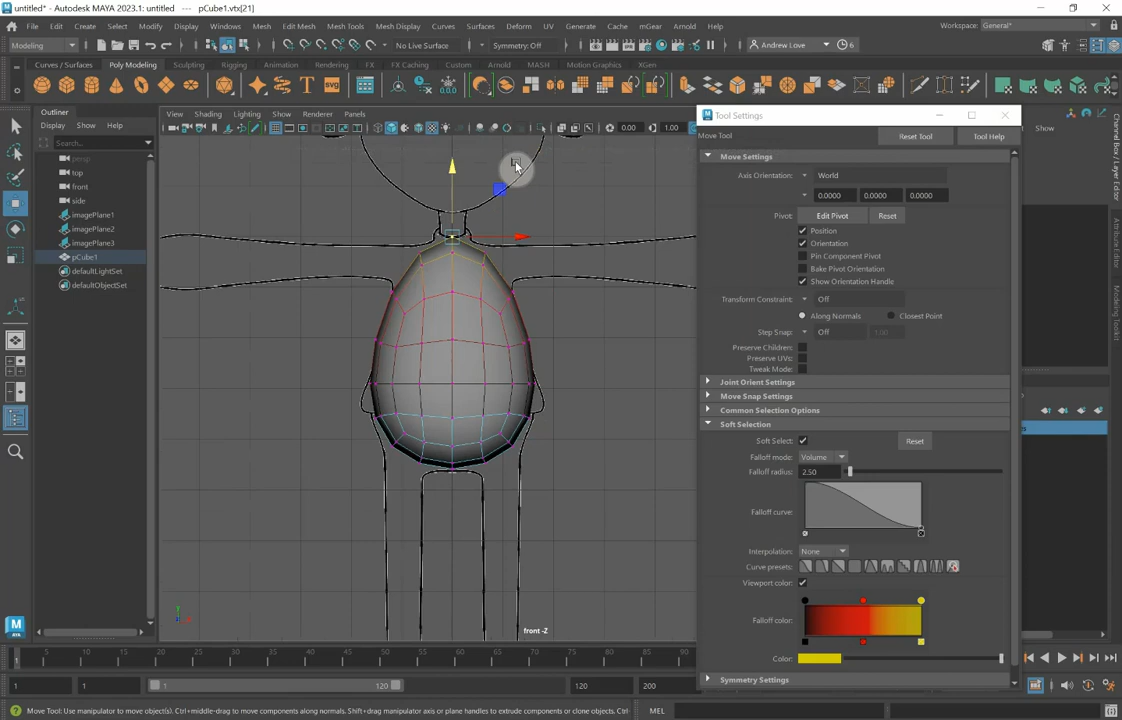 untitled* - Autodesk MAYA 2023.1: untitled --- pCube1.vtx[21]
File Edit Create Select Modify Display Windows Mesh Edit Mesh Mesh Tools Mesh Display Curves Surfaces Deform UV Generate Cache mGear Arnold Help
Workspace: General*
Modeling
No Live Surface
Symmetry: Off
Andrew Love
6
Curves / Surfaces Poly Modeling Sculpting Rigging Animation Rendering FX FX Caching Custom Arnold MASH Motion Graphics XGen
Outliner
Display Show Help
Search...
persp
top
front
side
imagePlane1
imagePlane2
imagePlane3
pCube1
defaultLightSet
defaultObjectSet
View Shading Lighting Show Renderer Panels
0.00
1.00
front -Z
Tool Settings
Move Tool
Reset Tool
Tool Help
Move Settings
Axis Orientation: World
0.0000 0.0000 0.0000
Pivot: Edit Pivot Reset
Position
Orientation
Pin Component Pivot
Bake Pivot Orientation
Show Orientation Handle
Transform Constraint: Off
Along Normals Closest Point
Step Snap: Off 1.00
Preserve Children:
Preserve UVs:
Tweak Mode:
Joint Orient Settings
Move Snap Settings
Common Selection Options
Soft Selection
Soft Select:
Reset
Falloff mode: Volume
Falloff radius: 2.50
Falloff curve:
Interpolation: None
Curve presets:
Viewport color:
Falloff color:
Color:
Symmetry Settings
Show
Channel Box / Layer Editor
Attribute Editor
Modeling Toolkit
5 10 15 20 25 30 35 40 45 50 55 60 65 70 75 80 85 90
1 1 1 120 120 200
Move Tool: Use manipulator to move object(s). Ctrl+middle-drag to move components along normals. Shift+drag manipulator axis or plane handles to extrude components or clone objects. Ctrl-
MEL